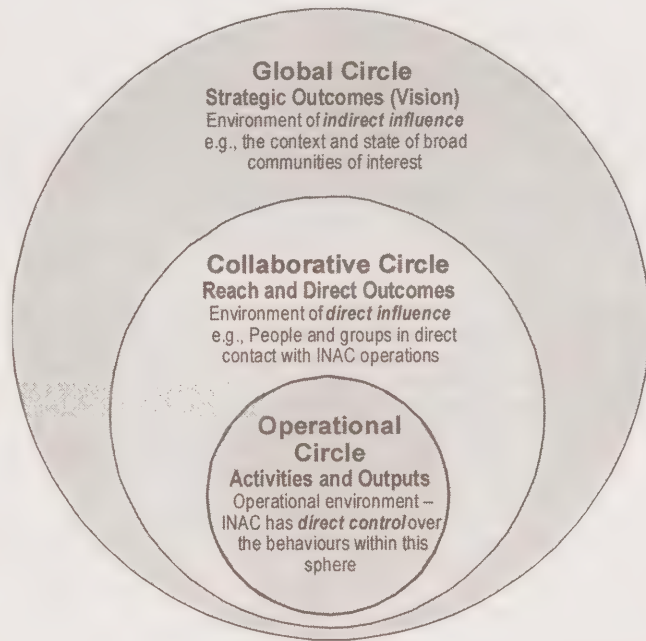 Global Circle
Strategic Outcomes (Vision)
Environment of indirect influence
e.g., the context and state of broad
communities of interest
Collaborative Circle
Reach and Direct Outcomes
Environment of direct influence
e.g., People and groups in direct
contact with INAC operations
Operational
Circle
Activities and Outputs
Operational environment –
INAC has direct control over
the behaviours within this
sphere